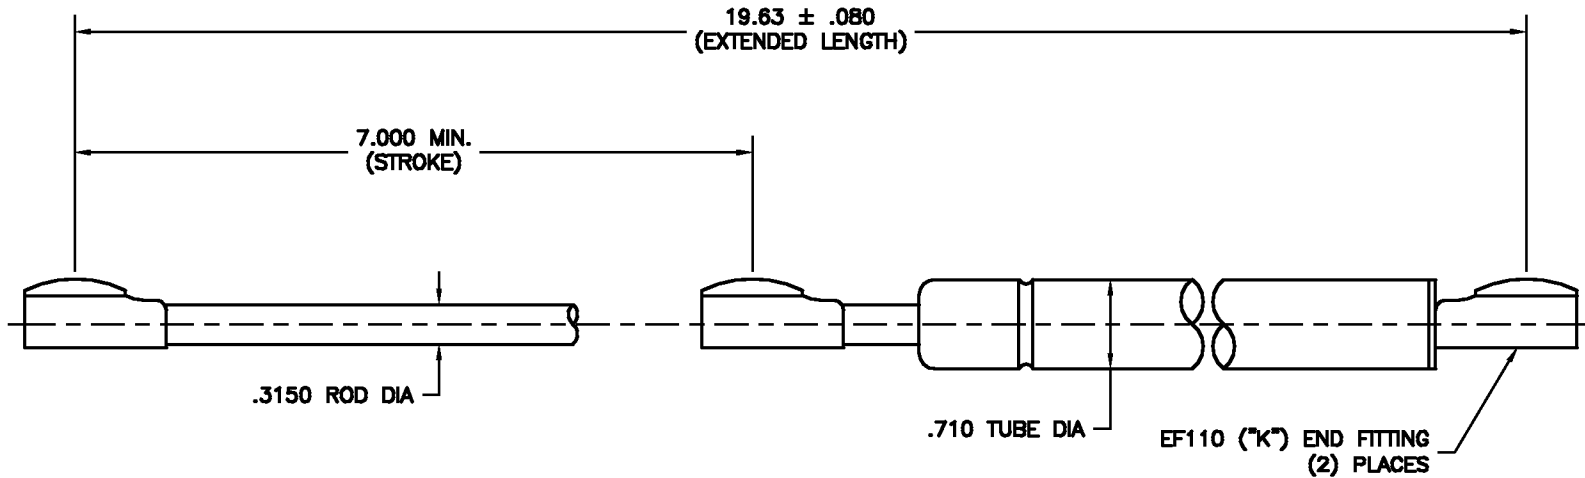 19.63 ± .080
(EXTENDED LENGTH)
7.000 MIN.
(STROKE)
.3150 ROD DIA
.710 TUBE DIA
EF110 ("K") END FITTING
(2) PLACES